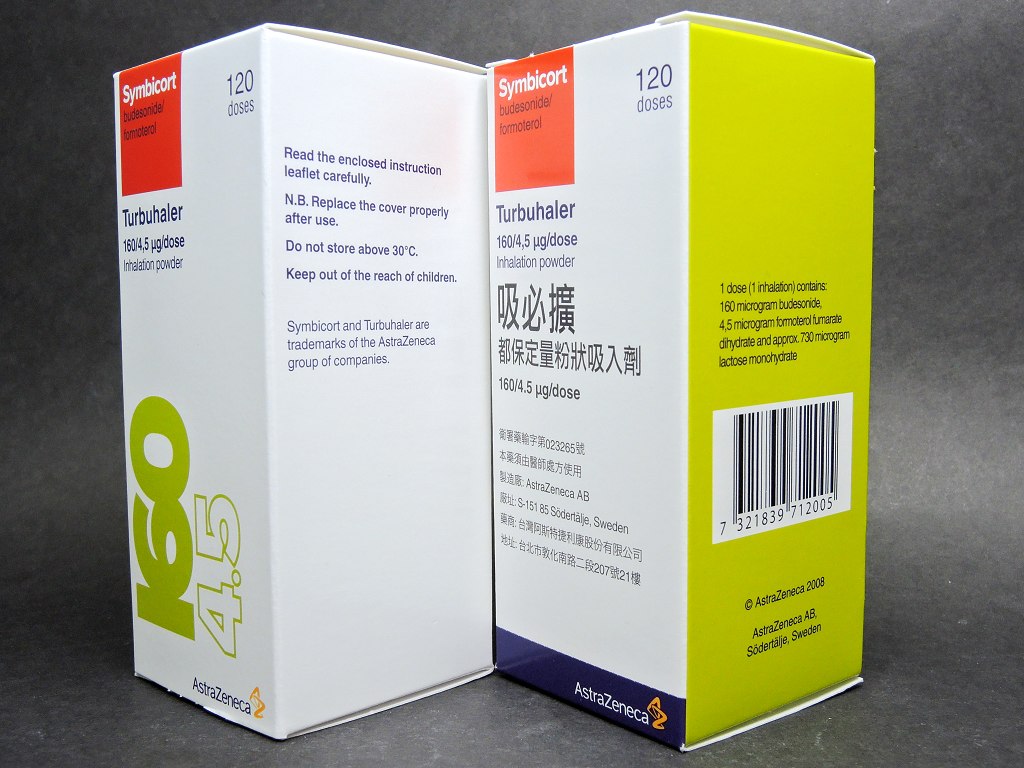 Symbicort
budesonide/
formoterol
120
doses
Turbuhaler
160/4,5 µg/dose
Inhalation powder
160
4.5
AstraZeneca
Read the enclosed instruction
leaflet carefully.
N.B. Replace the cover properly
after use.
Do not store above 30°C.
Keep out of the reach of children.
Symbicort and Turbuhaler are
trademarks of the AstraZeneca
group of companies.
Symbicort
budesonide/
formoterol
120
doses
Turbuhaler
160/4,5 µg/dose
Inhalation powder
吸必擴
都保定量粉狀吸入劑
160/4.5 µg/dose
衛署藥輸字第023265號
本藥須由醫師處方使用
製造廠: AstraZeneca AB
廠址: S-151 85 Södertälje, Sweden
藥商: 台灣阿斯特捷利康股份有限公司
地址: 台北市敦化南路二段207號21樓
AstraZeneca
1 dose (1 inhalation) contains:
160 microgram budesonide,
4,5 microgram formoterol fumarate
dihydrate and approx. 730 microgram
lactose monohydrate
7 321839 712005
© AstraZeneca 2008
AstraZeneca AB,
Södertälje, Sweden